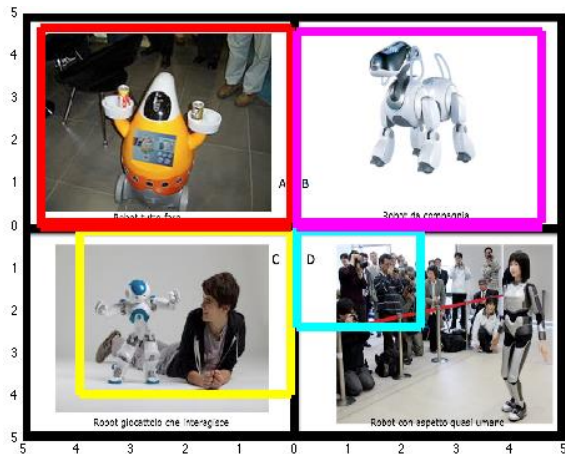 5
4
3
2
1
0
A B
Robot tutto fare
Robot da compagnia
C D
1
2
3
4
5
Robot giocattolo che interagisce
Robot con aspetto quasi umano
5 4 3 2 1 0 1 2 3 4 5